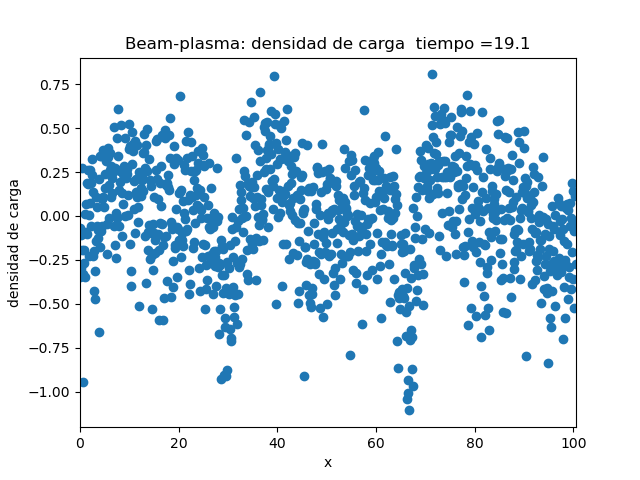 Beam-plasma: densidad de carga  tiempo =19.1
densidad de carga
0.75
0.50
0.25
0.00
−0.25
−0.50
−0.75
−1.00
0 20 40 60 80 100
x